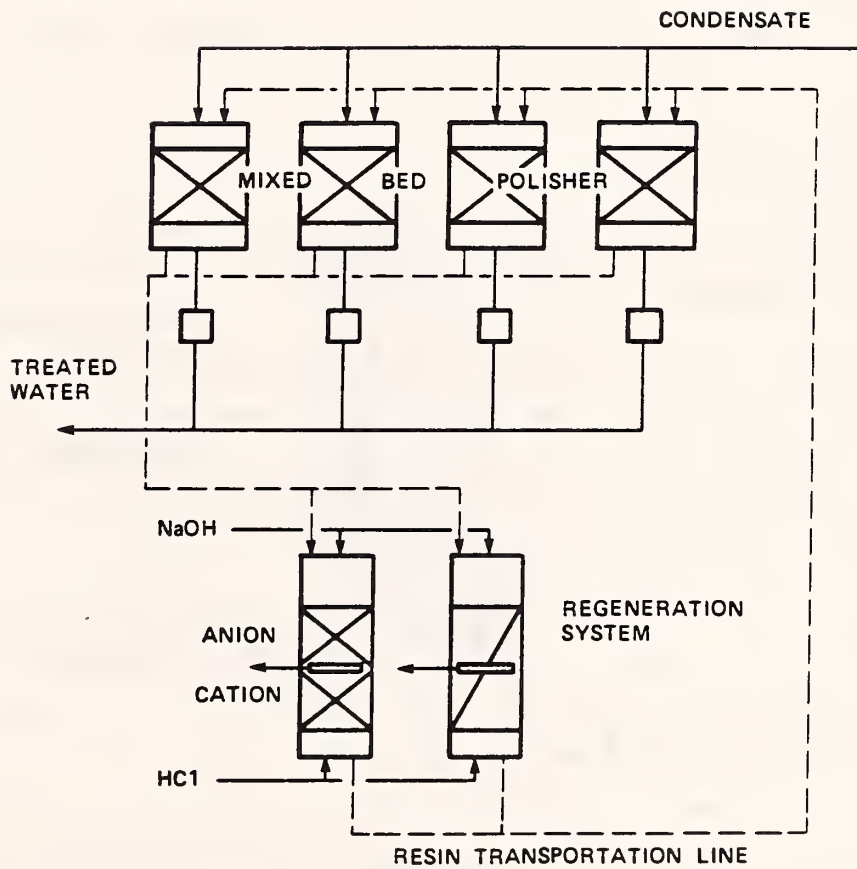 CONDENSATE
MIXED BED POLISHER
TREATED
WATER
NaOH
REGENERATION
SYSTEM
ANION
CATION
HC1
RESIN TRANSPORTATION LINE